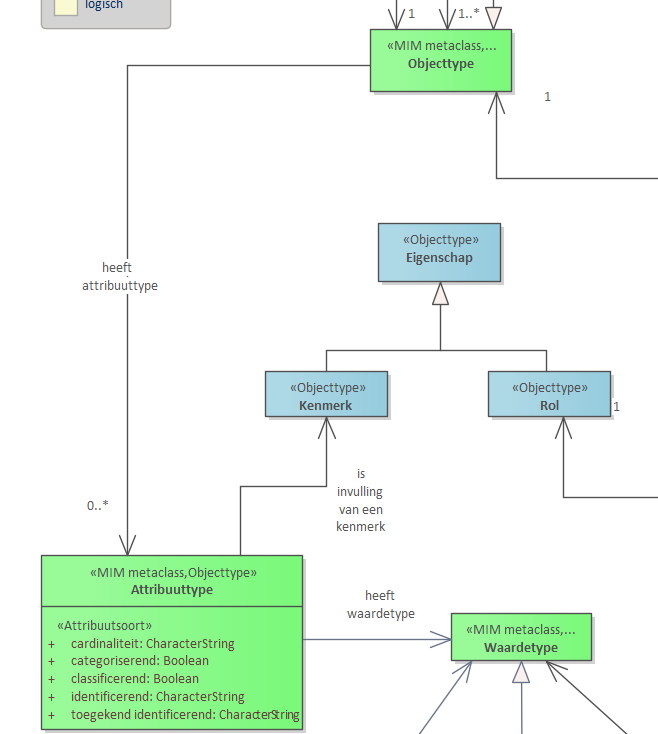 logisch
1
1..*
«MIM metaclass,...
Objecttype
1
«Objecttype»
Eigenschap
heeft
attribuuttype
«Objecttype»
Kenmerk
«Objecttype»
Rol
1
is
invulling
van een
kenmerk
0..*
«MIM metaclass,Objecttype»
Attribuuttype
«Attribuutsoort»
+ cardinaliteit: CharacterString
+ categoriserend: Boolean
+ classificerend: Boolean
+ identificerend: CharacterString
+ toegekend identificerend: CharacterString
heeft
waardetype
«MIM metaclass,...
Waardetype